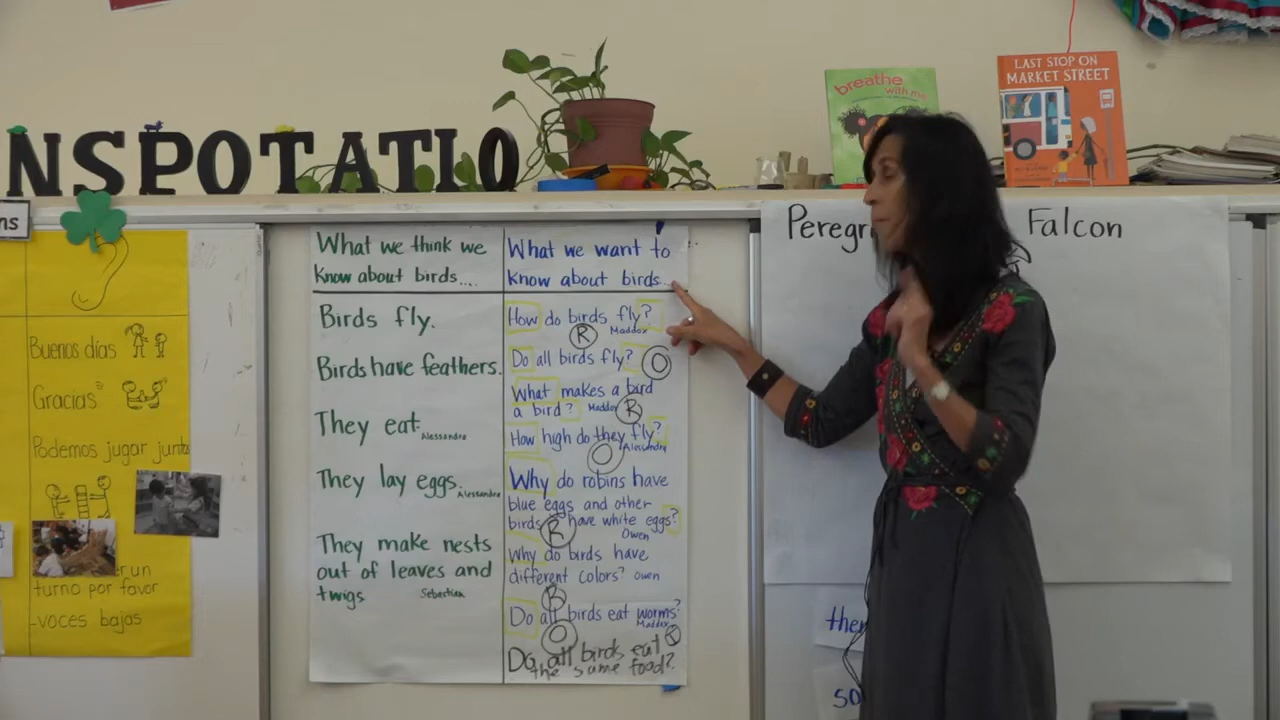 NSPOTATIO
breathe
with me
LAST STOP ON
MARKET STREET
ns
Buenos días
Gracias
Podemos jugar juntos
un
turno por favor
-voces bajas
What we think we
know about birds....
Birds fly.
Birds have feathers.
They eat.
Alessandra
They lay eggs.
Alessandra
They make nests
out of leaves and
twigs
Sebastian
What we want to
know about birds...
How do birds fly?
R Maddox
Do all birds fly? O
What makes a bird
a bird? Maddox R
How high do they fly?
O Alessandra
Why do robins have
blue eggs and other
birds have white eggs?
R Owen
Why do birds have
different colors? Owen
R
Do all birds eat worms?
Maddox
O
Do all birds eat
the same food?
Falcon